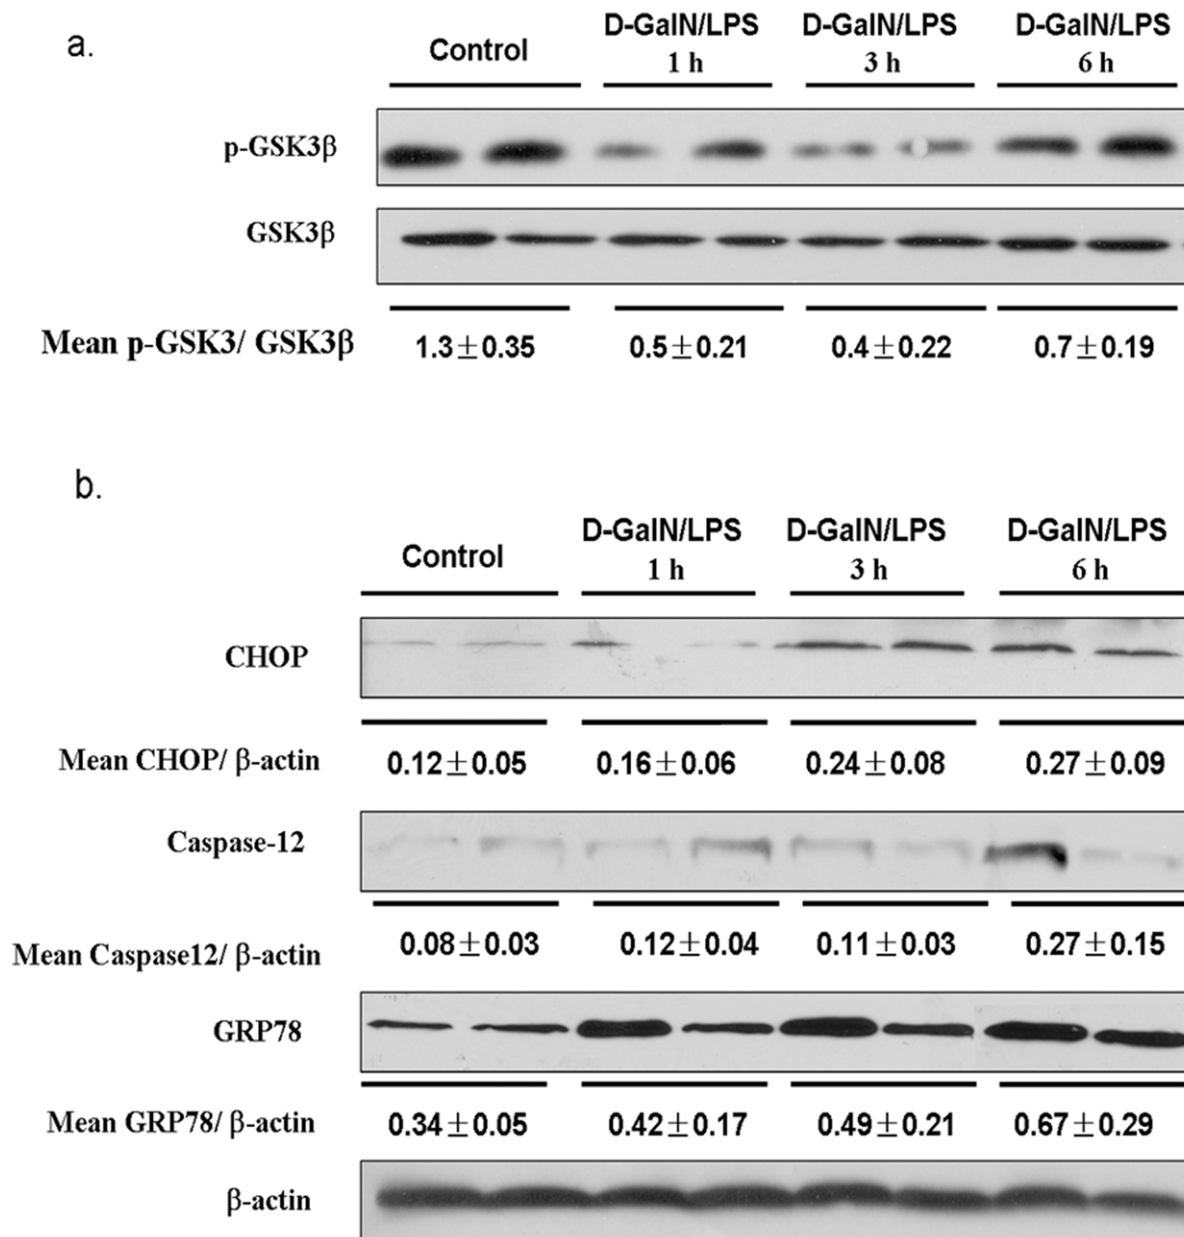 a.
Control
D-GalN/LPS
1 h
D-GalN/LPS
3 h
D-GalN/LPS
6 h
p-GSK3β
GSK3β
Mean p-GSK3/ GSK3β 1.3±0.35 0.5±0.21 0.4±0.22 0.7±0.19
b.
Control
D-GalN/LPS
1 h
D-GalN/LPS
3 h
D-GalN/LPS
6 h
CHOP
Mean CHOP/ β-actin 0.12±0.05 0.16±0.06 0.24±0.08 0.27±0.09
Caspase-12
Mean Caspase12/ β-actin 0.08±0.03 0.12±0.04 0.11±0.03 0.27±0.15
GRP78
Mean GRP78/ β-actin 0.34±0.05 0.42±0.17 0.49±0.21 0.67±0.29
β-actin